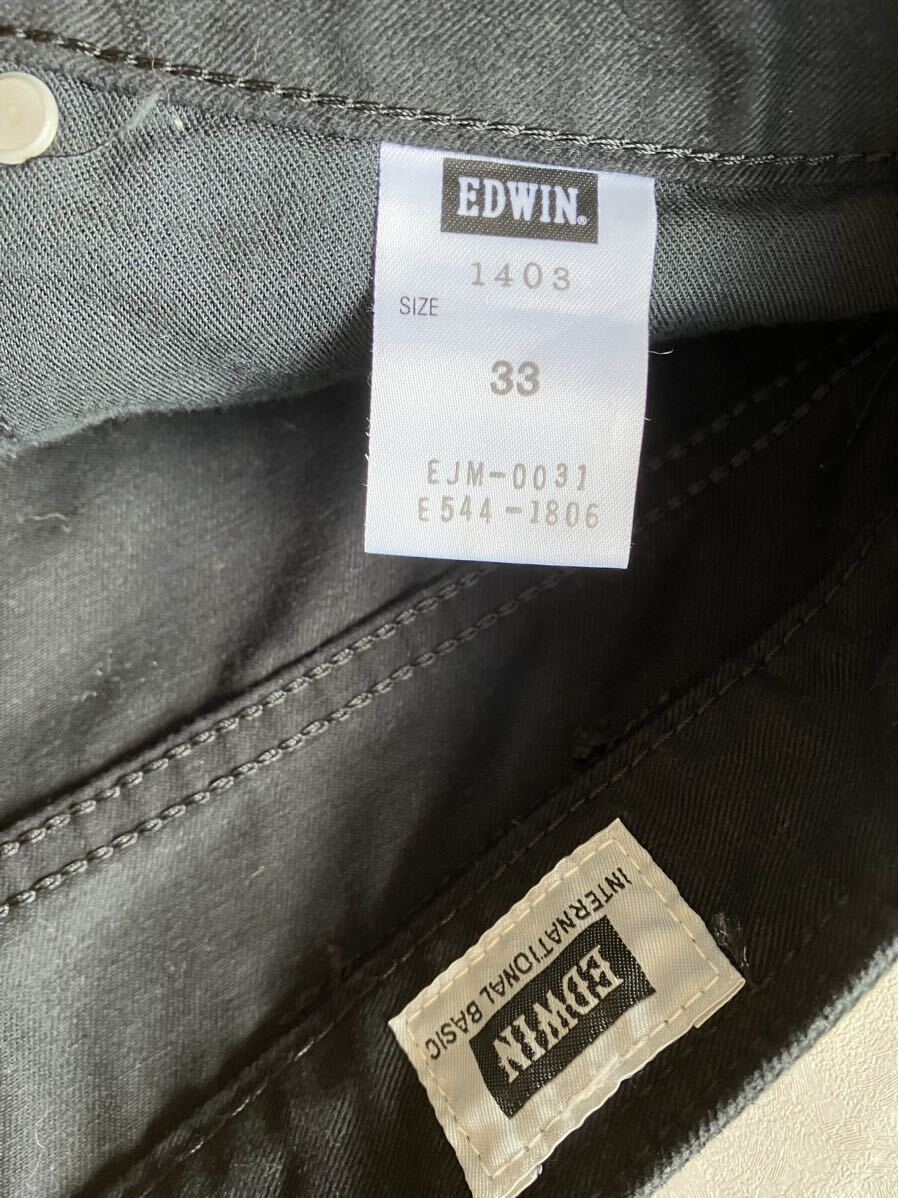 EDWIN®
1403
SIZE
33
EJM-0031
E544-1806
EDWIN
INTERNATIONAL BASIC